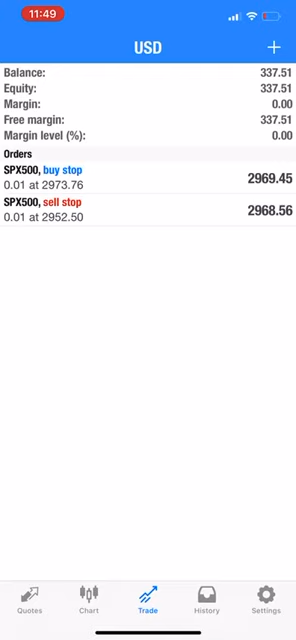 11:49
USD +
Balance: 337.51
Equity: 337.51
Margin: 0.00
Free margin: 337.51
Margin level (%): 0.00
Orders
SPX500, buy stop
0.01 at 2973.76 2969.45
SPX500, sell stop
0.01 at 2952.50 2968.56
Quotes Chart Trade History Settings